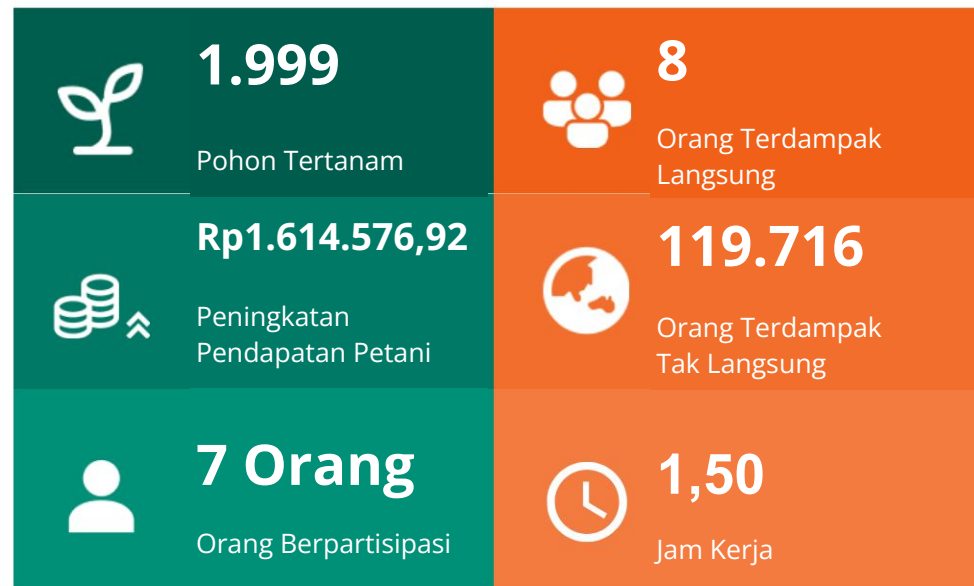 1.999
Pohon Tertanam
8
Orang Terdampak
Langsung
Rp1.614.576,92
Peningkatan
Pendapatan Petani
119.716
Orang Terdampak
Tak Langsung
7 Orang
Orang Berpartisipasi
1,50
Jam Kerja